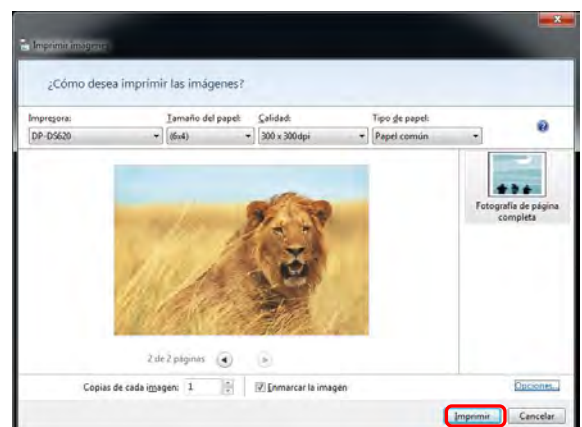 Imprimir imágenes
¿Cómo desea imprimir las imágenes?
Impresora: Tamaño del papel: Calidad: Tipo de papel:
DP-DS620 (6x4) 300 x 300dpi Papel común
Fotografía de página
completa
2 de 2 páginas
Copias de cada imagen: 1 Enmarcar la imagen Opciones...
Imprimir Cancelar